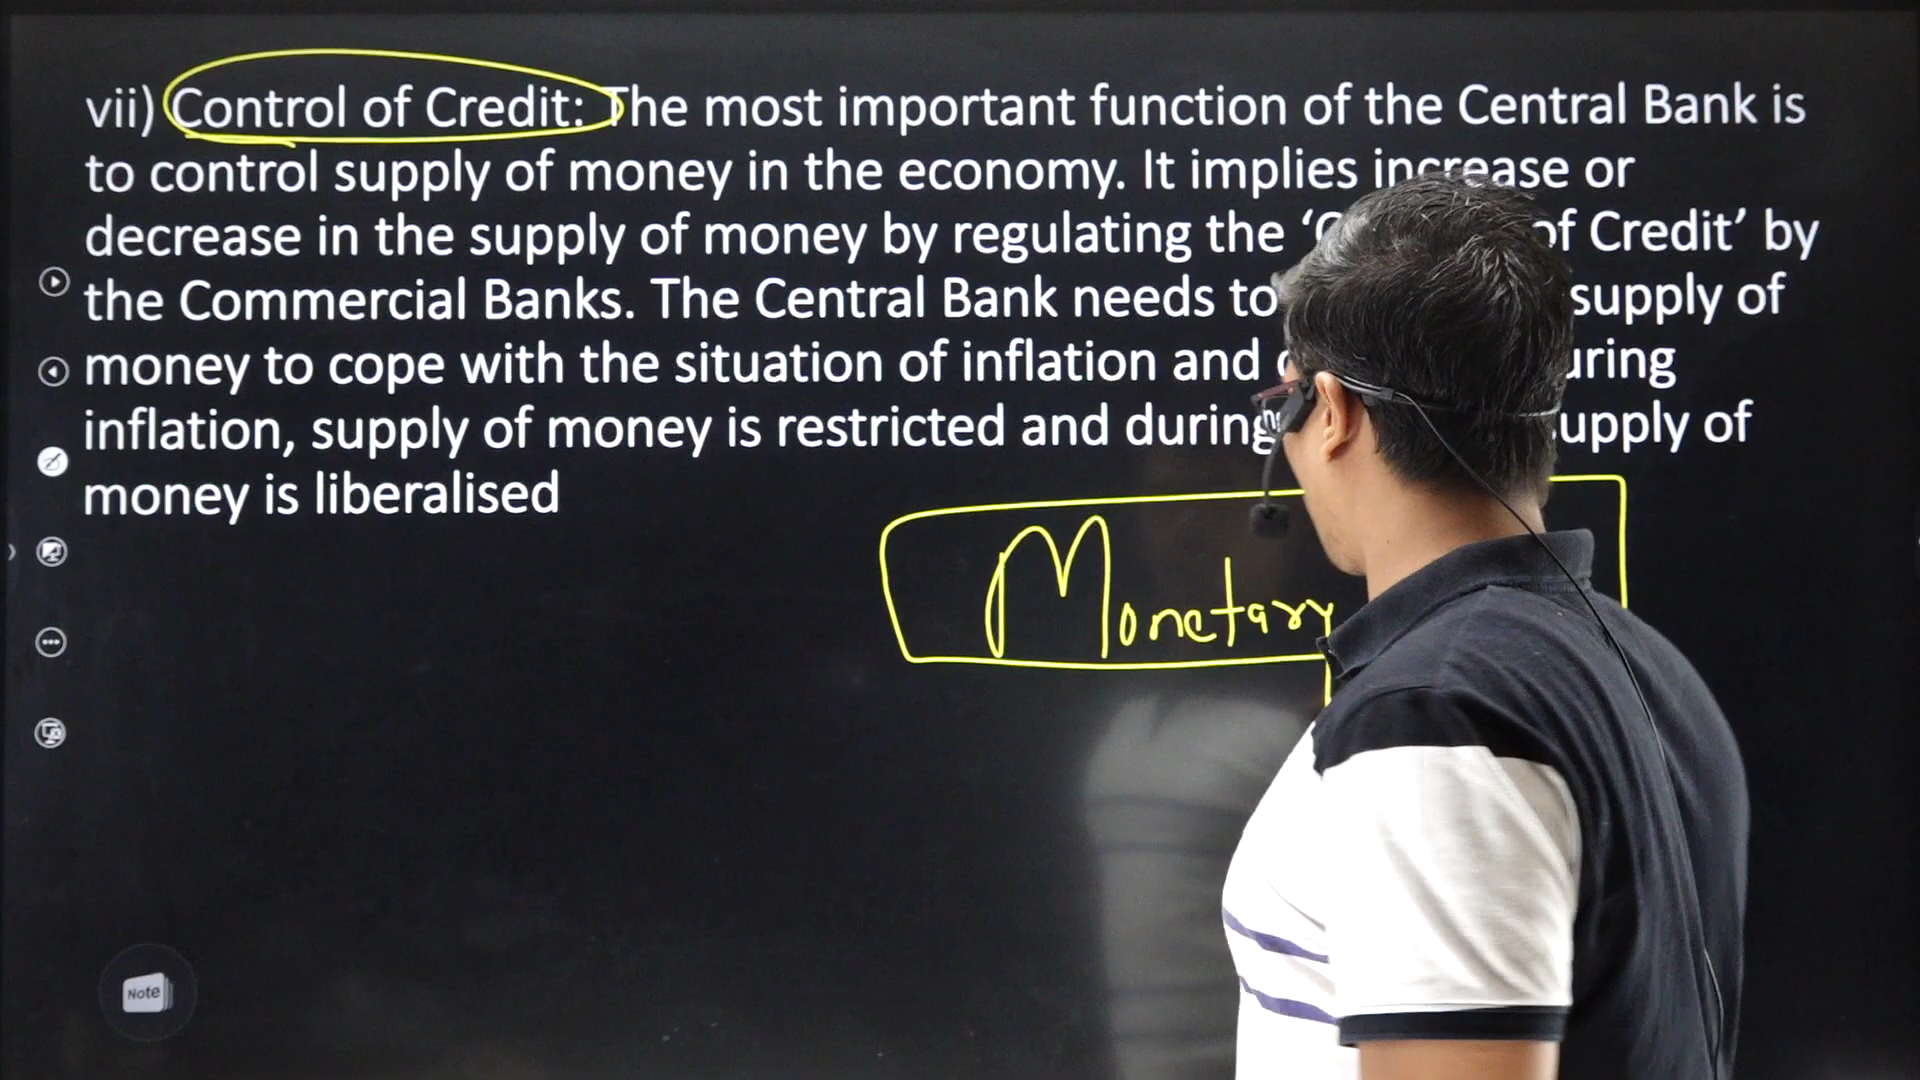 vii) Control of Credit: The most important function of the Central Bank is
to control supply of money in the economy. It implies increase or
decrease in the supply of money by regulating the ‘ of Credit’ by
the Commercial Banks. The Central Bank needs to supply of
money to cope with the situation of inflation and
inflation, supply of money is restricted and during supply of
money is liberalised
Monetary
Note